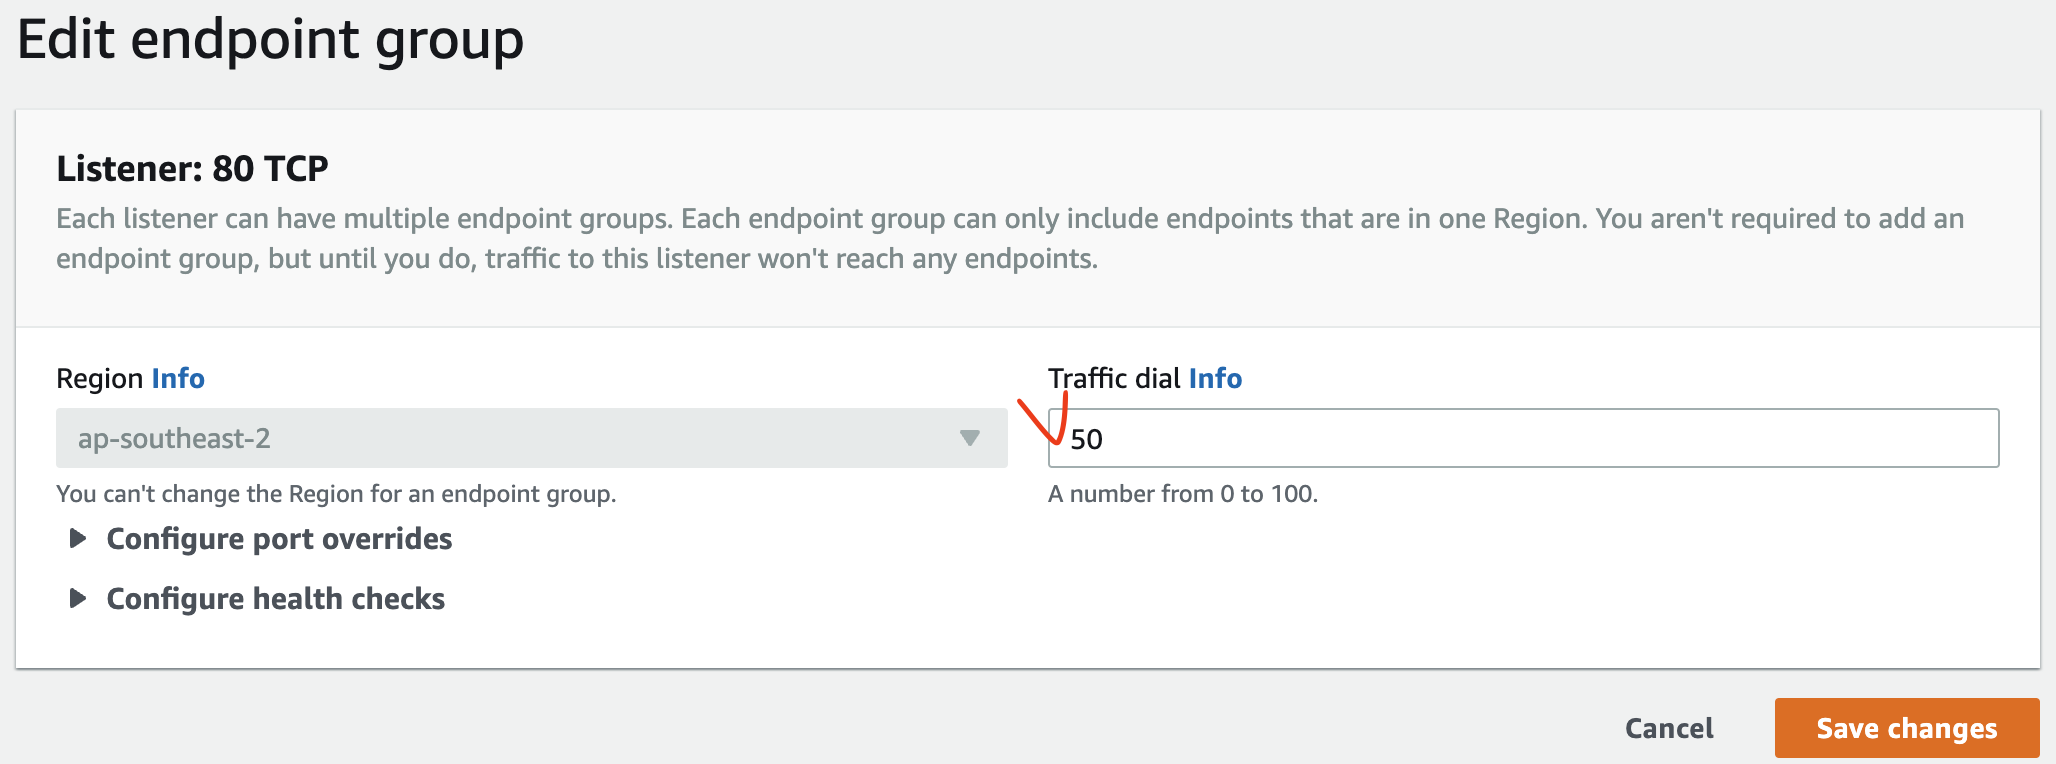 Edit endpoint group
Listener: 80 TCP
Each listener can have multiple endpoint groups. Each endpoint group can only include endpoints that are in one Region. You aren't required to add an
endpoint group, but until you do, traffic to this listener won't reach any endpoints.
Region Info
ap-southeast-2
You can't change the Region for an endpoint group.
Traffic dial Info
50
A number from 0 to 100.
Configure port overrides
Configure health checks
Cancel
Save changes